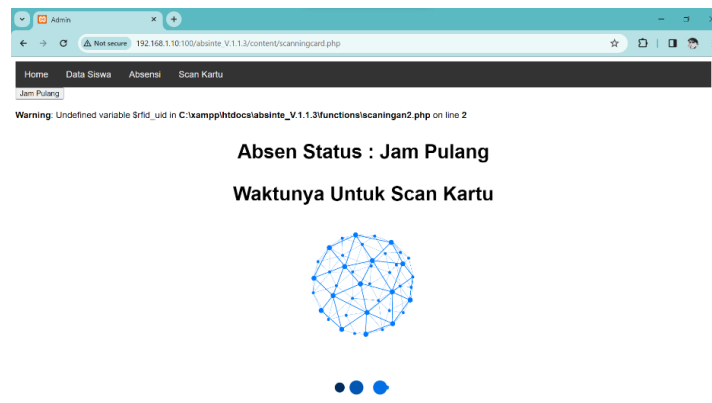 Admin
Not secure 192.168.1.10:100/absinte_V.1.1.3/content/scanningcard.php
Home Data Siswa Absensi Scan Kartu
Jam Pulang
Warning: Undefined variable $rfid_uid in C:\xampp\htdocs\absinte_V.1.1.3\functions\scaningan2.php on line 2
Absen Status : Jam Pulang
Waktunya Untuk Scan Kartu